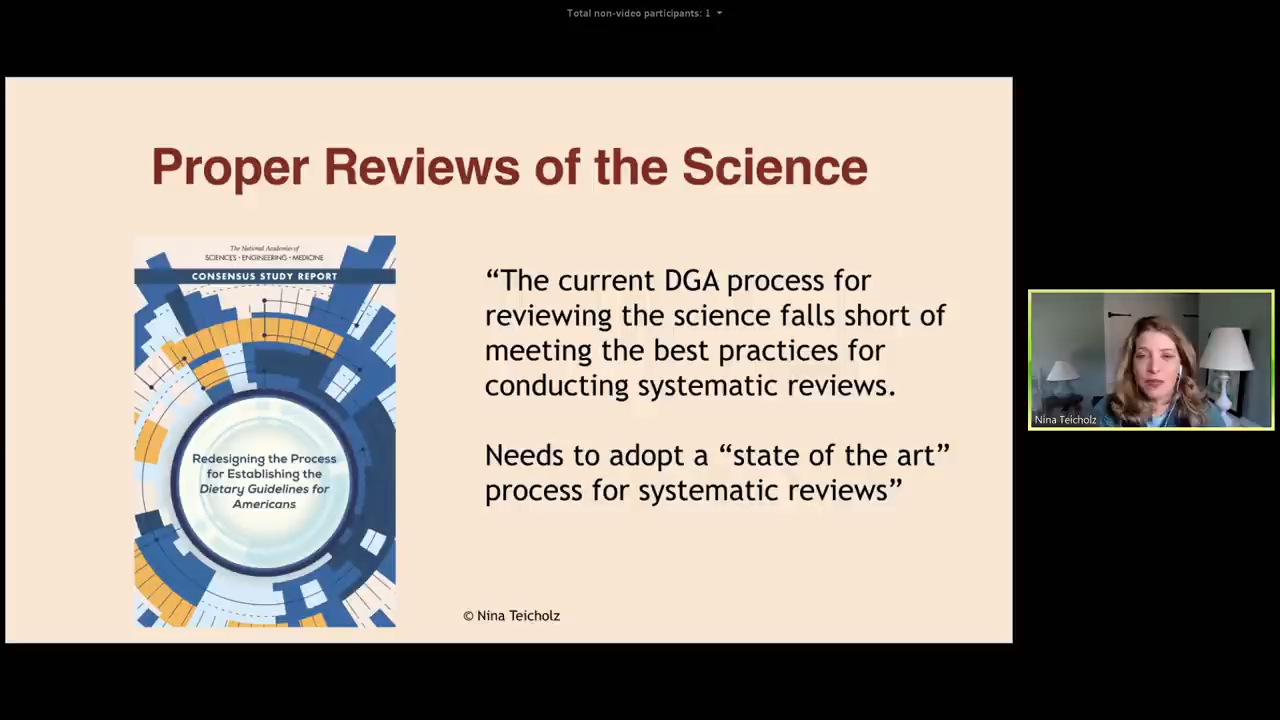 Total non-video participants: 1
Proper Reviews of the Science
The National Academies of
SCIENCES • ENGINEERING • MEDICINE
CONSENSUS STUDY REPORT
Redesigning the Process
for Establishing the
Dietary Guidelines for
Americans
“The current DGA process for
reviewing the science falls short of
meeting the best practices for
conducting systematic reviews.
Needs to adopt a “state of the art”
process for systematic reviews”
© Nina Teicholz
Nina Teicholz